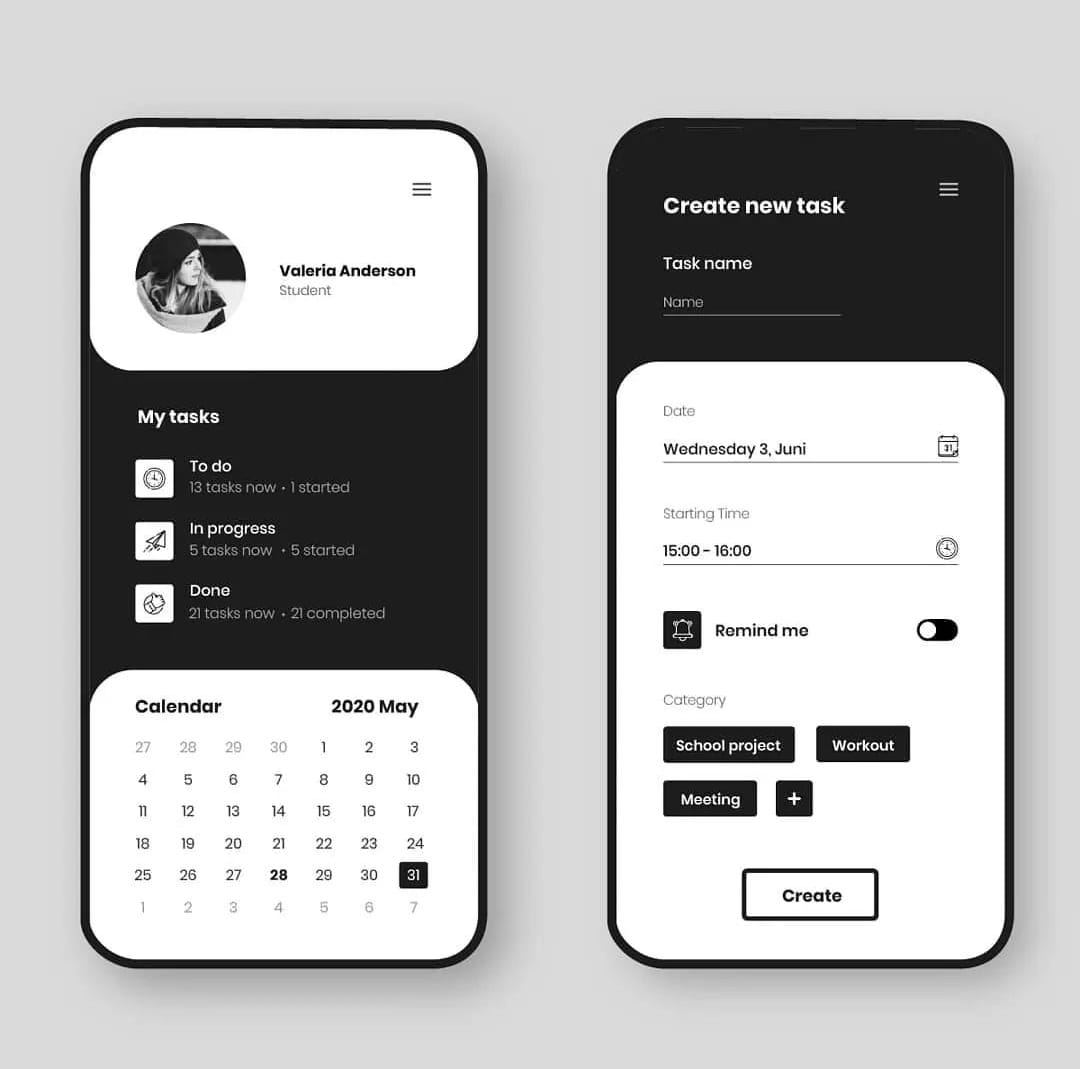 Valeria Anderson
Student
My tasks
To do
13 tasks now • 1 started
In progress
5 tasks now • 5 started
Done
21 tasks now • 21 completed
Calendar 2020 May
27 28 29 30 1 2 3
4 5 6 7 8 9 10
11 12 13 14 15 16 17
18 19 20 21 22 23 24
25 26 27 28 29 30 31
1 2 3 4 5 6 7
Create new task
Task name
Name
Date
Wednesday 3, Juni
31
Starting Time
15:00 - 16:00
Remind me
Category
School project Workout
Meeting +
Create